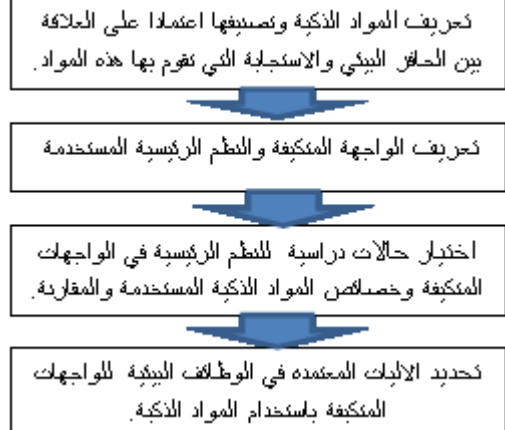 تعريف المواد الذكية وتصنيفها اعتمادا على العلاقة
بين الحافز البيئي والاستجابة التي تقوم بها هذه المواد.
تعريف الواجهة المتكيفة والنظم الرئيسية المستخدمة
اختيار حالات دراسية للنظم الرئيسية في الواجهات
المتكيفة وخصائص المواد الذكية المستخدمة والمقارنة.
تحديد الاليات المعتمده في الوظائف البيئية للواجهات
المتكيفة باستخدام المواد الذكية.